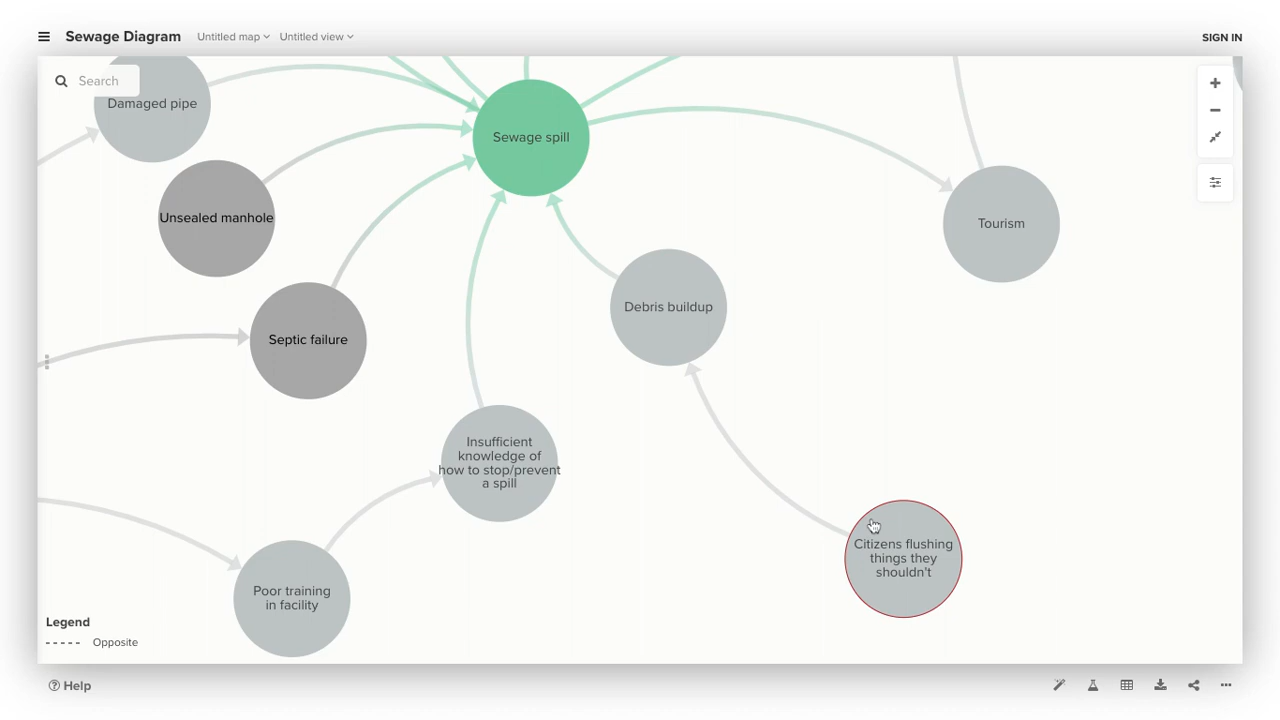 Sewage Diagram
Untitled map
Untitled view
SIGN IN
Search
Damaged pipe
Sewage spill
Unsealed manhole
Tourism
Debris buildup
Septic failure
Insufficient
knowledge of
how to stop/prevent
a spill
Citizens flushing
things they
shouldn't
Poor training
in facility
Legend
Opposite
Help